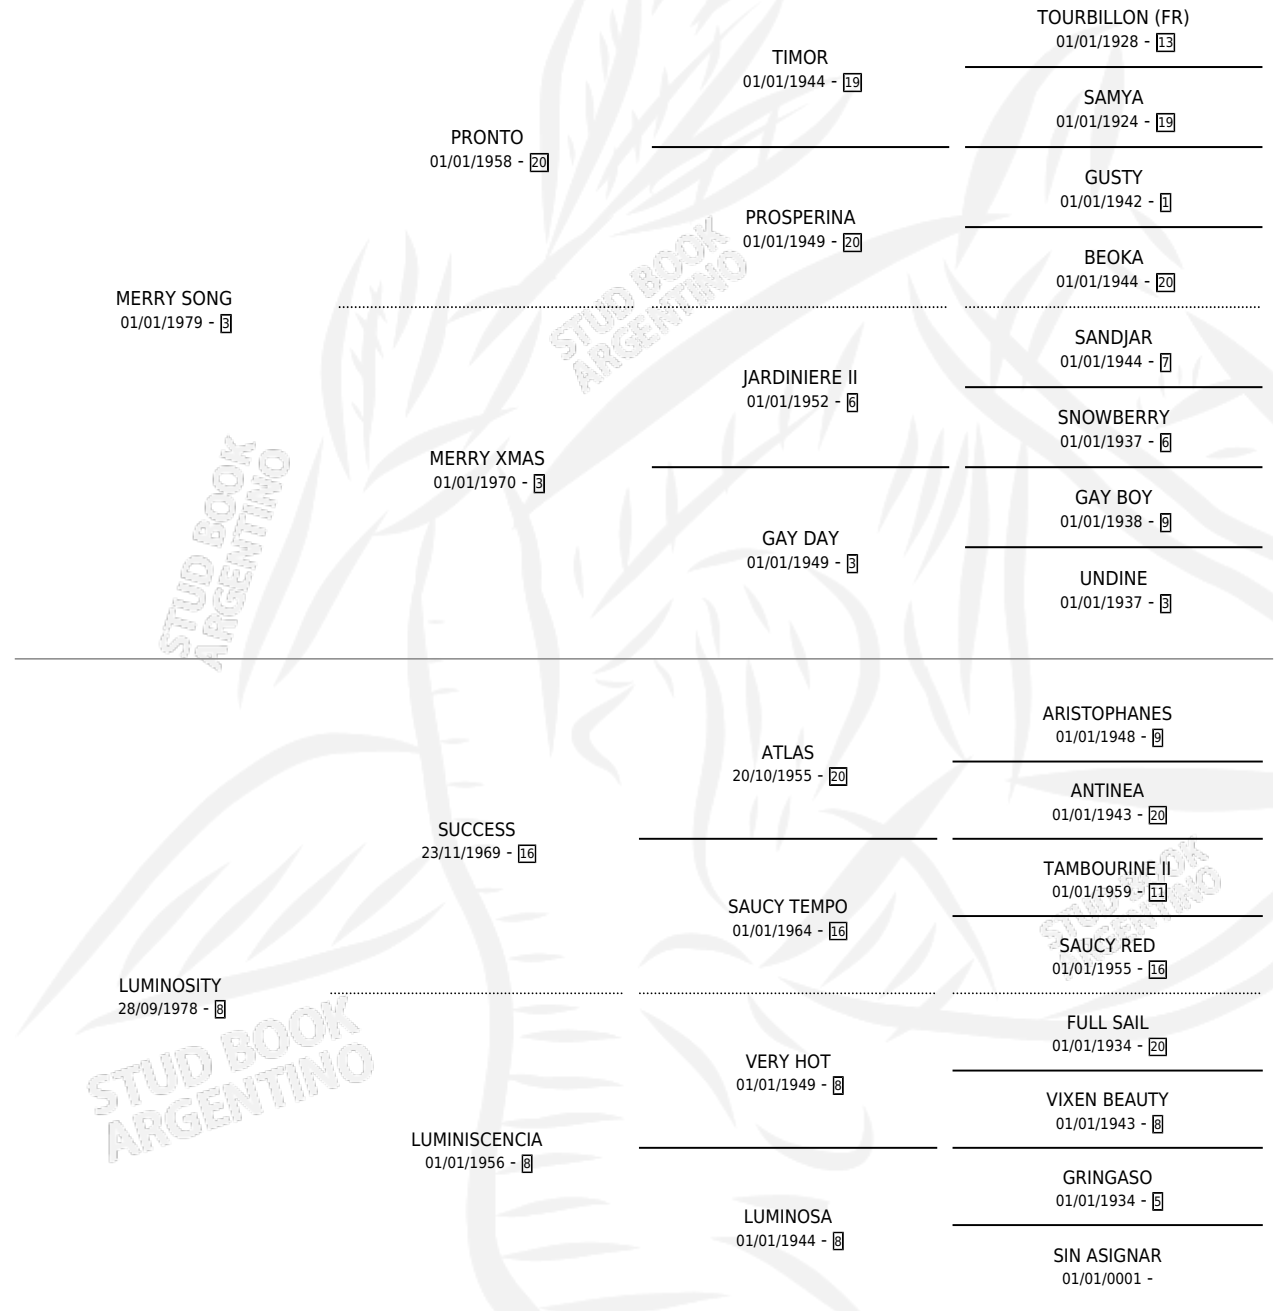 TOURBILLON (FR)
01/01/1928 - 13
TIMOR
01/01/1944 - 19
SAMYA
01/01/1924 - 19
PRONTO
01/01/1958 - 20
GUSTY
01/01/1942 - 1
PROSPERINA
01/01/1949 - 20
BEOKA
01/01/1944 - 20
MERRY SONG
01/01/1979 - 3
SANDJAR
01/01/1944 - 7
JARDINIERE II
01/01/1952 - 6
SNOWBERRY
01/01/1937 - 6
MERRY XMAS
01/01/1970 - 3
GAY BOY
01/01/1938 - 9
GAY DAY
01/01/1949 - 3
UNDINE
01/01/1937 - 3
ARISTOPHANES
01/01/1948 - 9
ATLAS
20/10/1955 - 20
ANTINEA
01/01/1943 - 20
SUCCESS
23/11/1969 - 16
TAMBOURINE II
01/01/1959 - 11
SAUCY TEMPO
01/01/1964 - 16
SAUCY RED
01/01/1955 - 16
LUMINOSITY
28/09/1978 - 8
FULL SAIL
01/01/1934 - 20
VERY HOT
01/01/1949 - 8
VIXEN BEAUTY
01/01/1943 - 8
LUMINISCENCIA
01/01/1956 - 8
GRINGASO
01/01/1934 - 5
LUMINOSA
01/01/1944 - 8
SIN ASIGNAR
01/01/0001 -
STUD BOOK
ARGENTINO
STUD BOOK
ARGENTINO
STUD BOOK
ARGENTINO
STUD BOOK
ARGENTINO